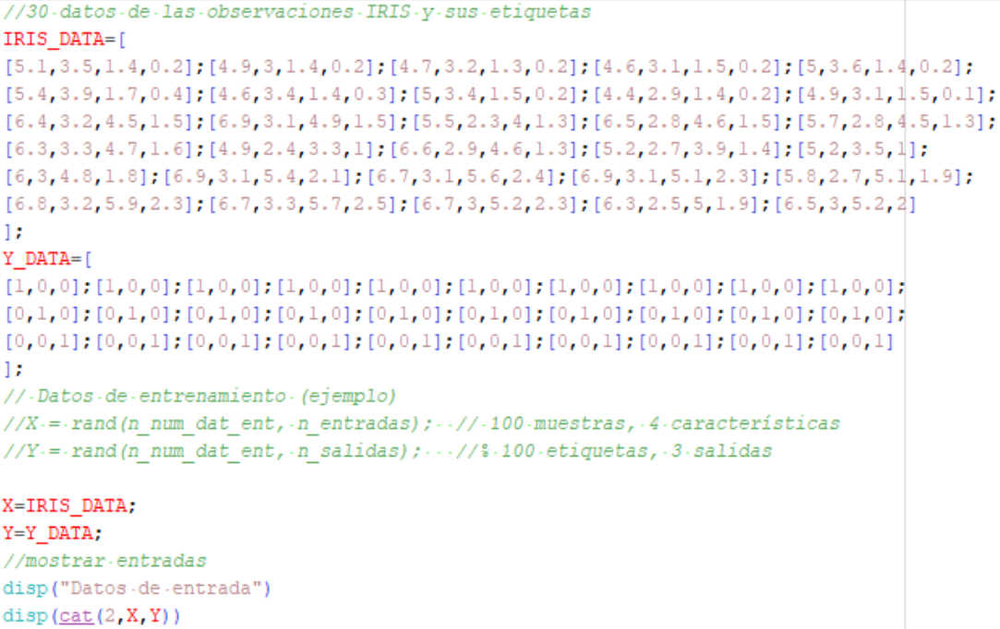 //30 datos de las observaciones IRIS y sus etiquetas
IRIS_DATA=[
[5.1,3.5,1.4,0.2];[4.9,3,1.4,0.2];[4.7,3.2,1.3,0.2];[4.6,3.1,1.5,0.2];[5,3.6,1.4,0.2];
[5.4,3.9,1.7,0.4];[4.6,3.4,1.4,0.3];[5,3.4,1.5,0.2];[4.4,2.9,1.4,0.2];[4.9,3.1,1.5,0.1];
[6.4,3.2,4.5,1.5];[6.9,3.1,4.9,1.5];[5.5,2.3,4,1.3];[6.5,2.8,4.6,1.5];[5.7,2.8,4.5,1.3];
[6.3,3.3,4.7,1.6];[4.9,2.4,3.3,1];[6.6,2.9,4.6,1.3];[5.2,2.7,3.9,1.4];[5,2,3.5,1];
[6,3,4.8,1.8];[6.9,3.1,5.4,2.1];[6.7,3.1,5.6,2.4];[6.9,3.1,5.1,2.3];[5.8,2.7,5.1,1.9];
[6.8,3.2,5.9,2.3];[6.7,3.3,5.7,2.5];[6.7,3,5.2,2.3];[6.3,2.5,5,1.9];[6.5,3,5.2,2]
];
Y_DATA=[
[1,0,0];[1,0,0];[1,0,0];[1,0,0];[1,0,0];[1,0,0];[1,0,0];[1,0,0];[1,0,0];[1,0,0];
[0,1,0];[0,1,0];[0,1,0];[0,1,0];[0,1,0];[0,1,0];[0,1,0];[0,1,0];[0,1,0];[0,1,0];
[0,0,1];[0,0,1];[0,0,1];[0,0,1];[0,0,1];[0,0,1];[0,0,1];[0,0,1];[0,0,1];[0,0,1]
];
// Datos de entrenamiento (ejemplo)
//X = rand(n_num_dat_ent, n_entradas);  // 100 muestras, 4 características
//Y = rand(n_num_dat_ent, n_salidas);   //% 100 etiquetas, 3 salidas
X=IRIS_DATA;
Y=Y_DATA;
//mostrar entradas
disp("Datos de entrada")
disp(cat(2,X,Y))